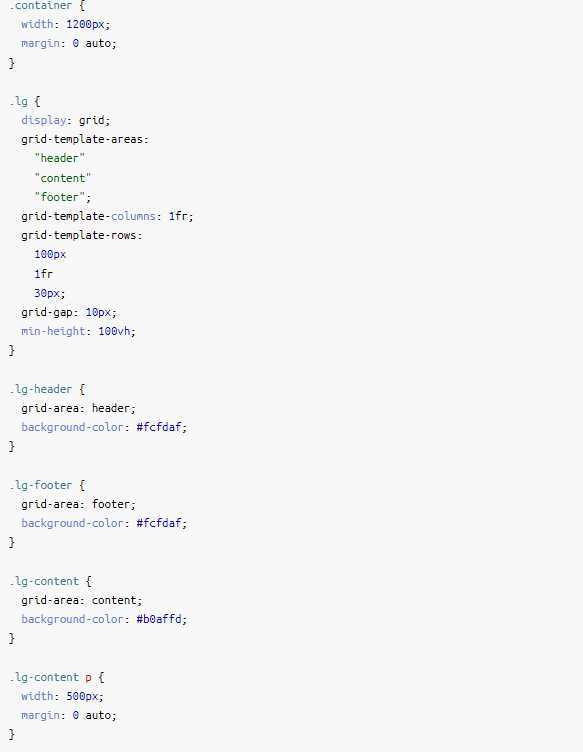 .container {
  width: 1200px;
  margin: 0 auto;
}

.lg {
  display: grid;
  grid-template-areas:
    "header"
    "content"
    "footer";
  grid-template-columns: 1fr;
  grid-template-rows:
    100px
    1fr
    30px;
  grid-gap: 10px;
  min-height: 100vh;
}

.lg-header {
  grid-area: header;
  background-color: #fcfdaf;
}

.lg-footer {
  grid-area: footer;
  background-color: #fcfdaf;
}

.lg-content {
  grid-area: content;
  background-color: #b0affd;
}

.lg-content p {
  width: 500px;
  margin: 0 auto;
}